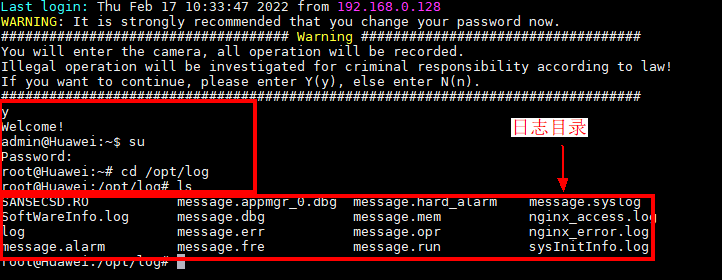 Last login: Thu Feb 17 10:33:47 2022 from 192.168.0.128
WARNING: It is strongly recommended that you change your password now.
################################### Warning ###################################
You will enter the camera, all operation will be recorded.
Illegal operation will be investigated for criminal responsibility according to law!
If you want to continue, please enter Y(y), else enter N(n).
################################################################################
y
Welcome!
admin@Huawei:~$ su
Password:
root@Huawei:~# cd /opt/log
root@Huawei:/opt/log# ls
日志目录
SANSECSD.RO message.appmgr_0.dbg message.hard_alarm message.syslog
SoftWareInfo.log message.dbg message.mem nginx_access.log
log message.err message.opr nginx_error.log
message.alarm message.fre message.run sysInitInfo.log
root@Huawei:/opt/log#